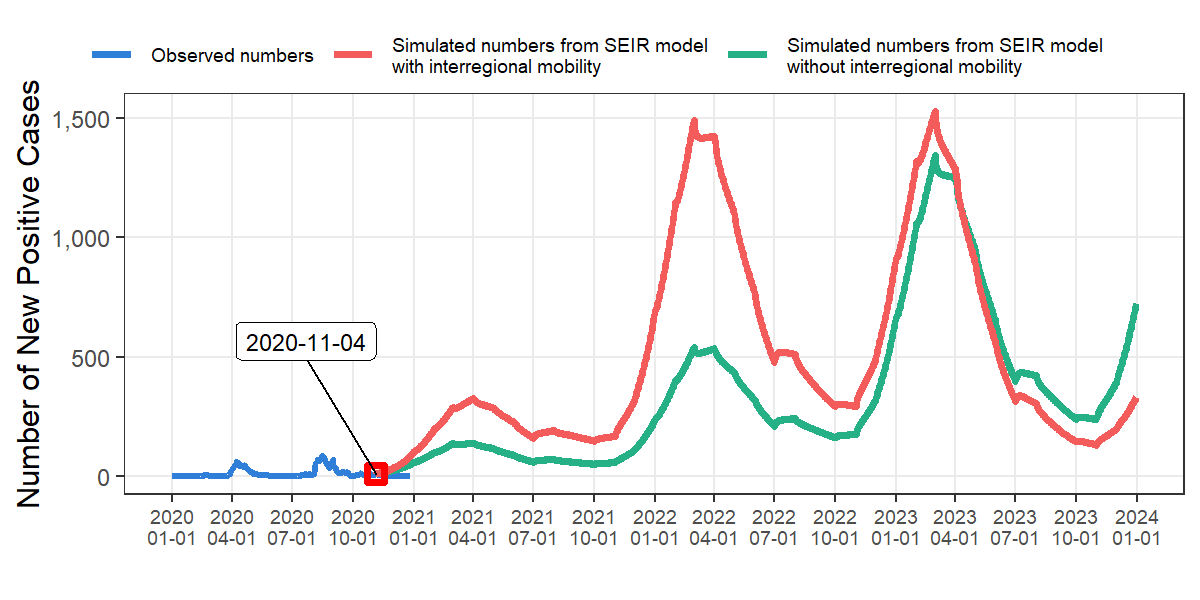 Observed numbers
Simulated numbers from SEIR model
with interregional mobility
Simulated numbers from SEIR model
without interregional mobility
Number of New Positive Cases
1,500
1,000
500
0
2020-11-04
2020 2020 2020 2020 2021 2021 2021 2021 2022 2022 2022 2022 2023 2023 2023 2023 2024
01-01 04-01 07-01 10-01 01-01 04-01 07-01 10-01 01-01 04-01 07-01 10-01 01-01 04-01 07-01 10-01 01-01